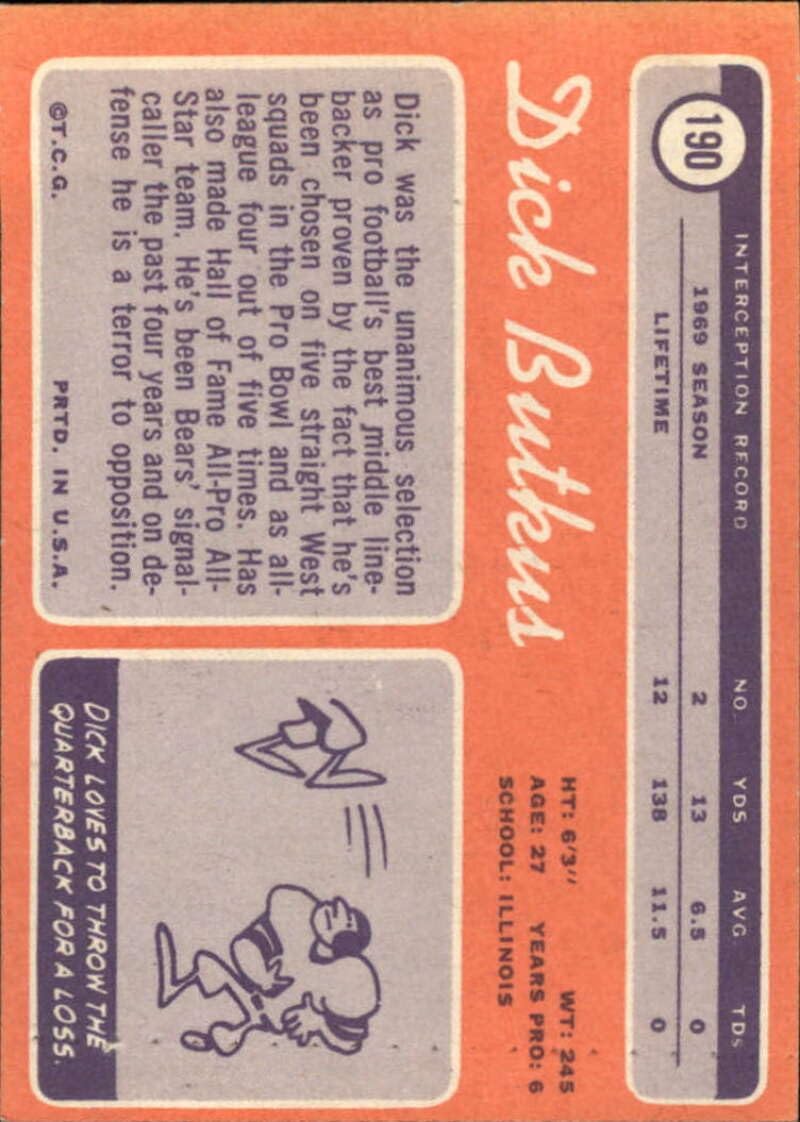 190
INTERCEPTION RECORD NO. YDS AVG TDs
1969 SEASON 2 13 6.5 0
LIFETIME 12 138 11.5 0
Dick Butkus
HT: 6'3" WT: 245
AGE: 27 YEARS PRO: 6
SCHOOL: ILLINOIS
Dick was the unanimous selection
as pro football's best middle line-
backer proven by the fact that he's
been chosen on five straight West
squads in the Pro Bowl and as all-
league four out of five times. Has
also made Hall of Fame All-Pro All-
Star team. He's been Bears' signal-
caller the past four years and on de-
fense he is a terror to opposition.
©T.C.G. PRTD. IN U.S.A.
DICK LOVES TO THROW THE
QUARTERBACK FOR A LOSS.